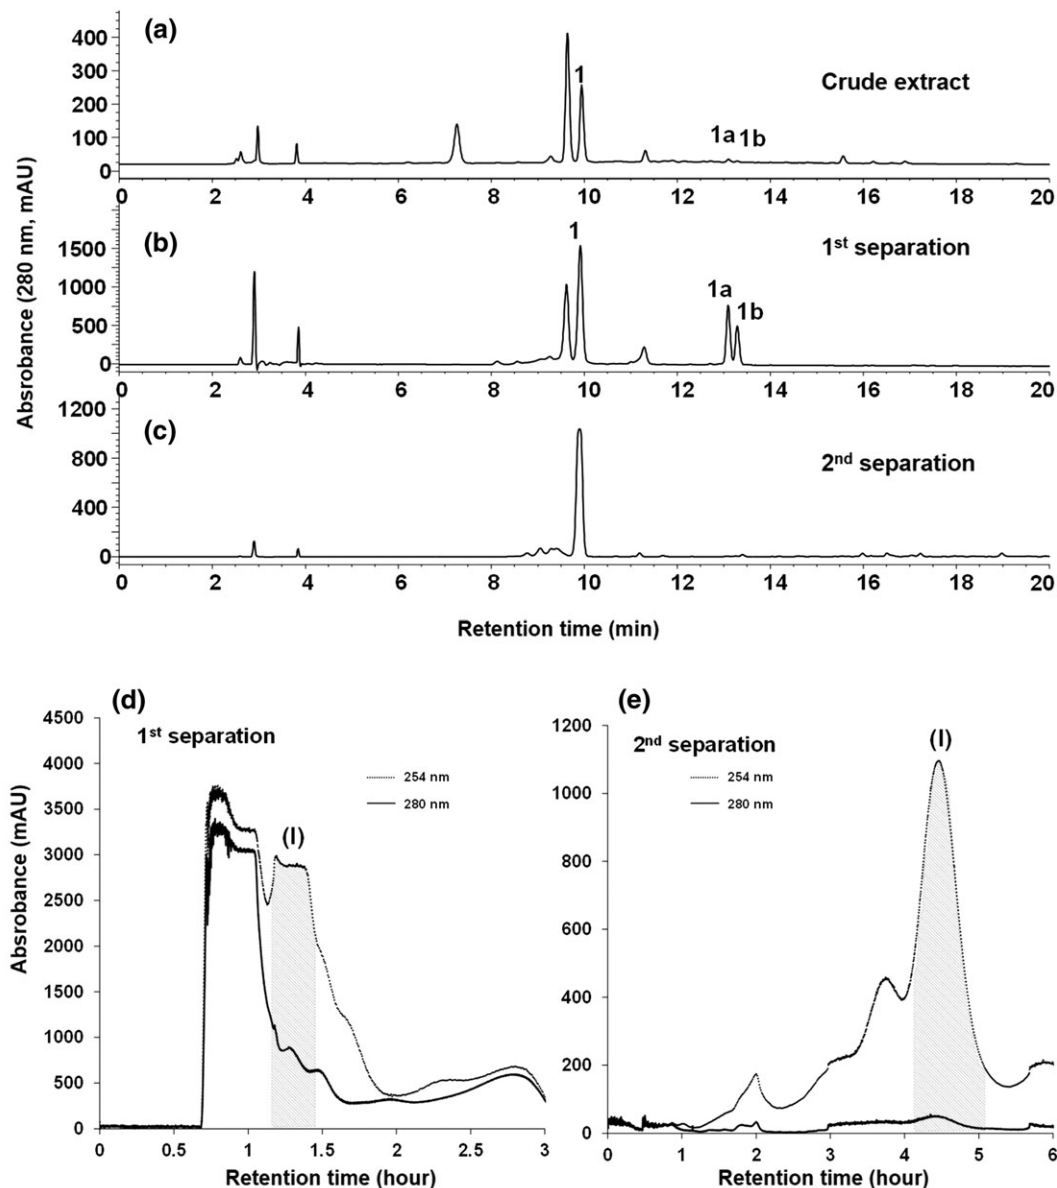 (a)
400
300
200
100
0
1
Crude extract
1a 1b
0 2 4 6 8 10 12 14 16 18 20
(b)
1500
1000
500
0
1
1st separation
1a
1b
0 2 4 6 8 10 12 14 16 18 20
(c)
1200
800
400
0
2nd separation
0 2 4 6 8 10 12 14 16 18 20
Absrobance (280 nm, mAU)
Retention time (min)
(d)
1st separation
254 nm
280 nm
(I)
4500
4000
3500
3000
2500
2000
1500
1000
500
0
0 0.5 1 1.5 2 2.5 3
Absrobance (mAU)
Retention time (hour)
(e)
2nd separation
254 nm
280 nm
(I)
1200
1000
800
600
400
200
0
0 1 2 3 4 5 6
Retention time (hour)